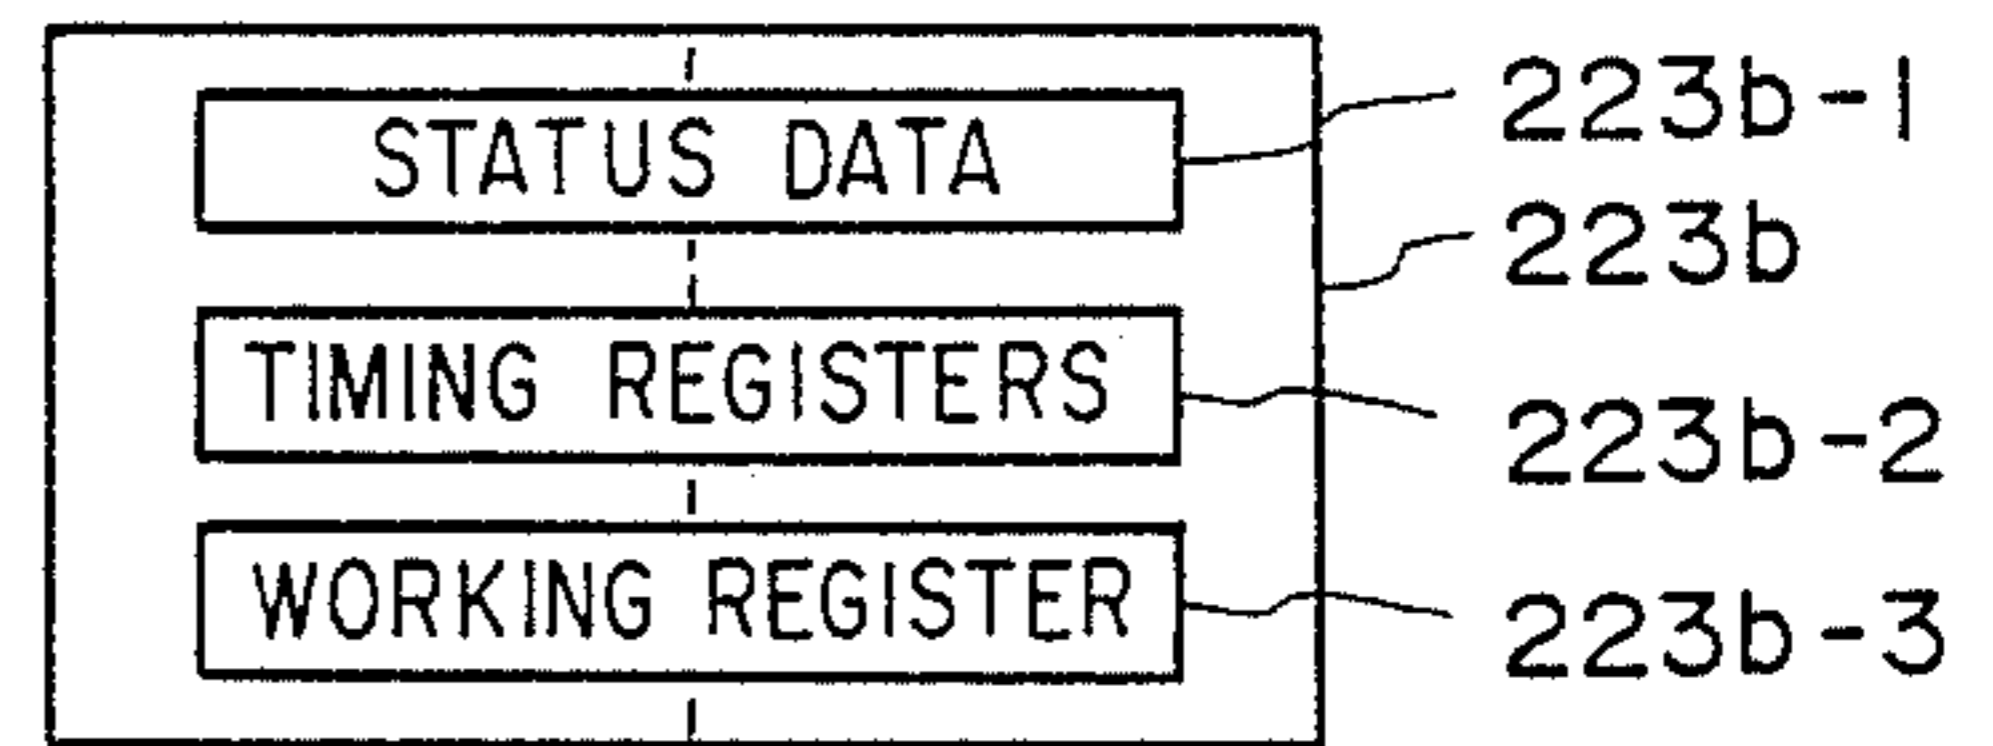 STATUS DATA
223b-1
223b
TIMING REGISTERS
223b-2
WORKING REGISTER
223b-3